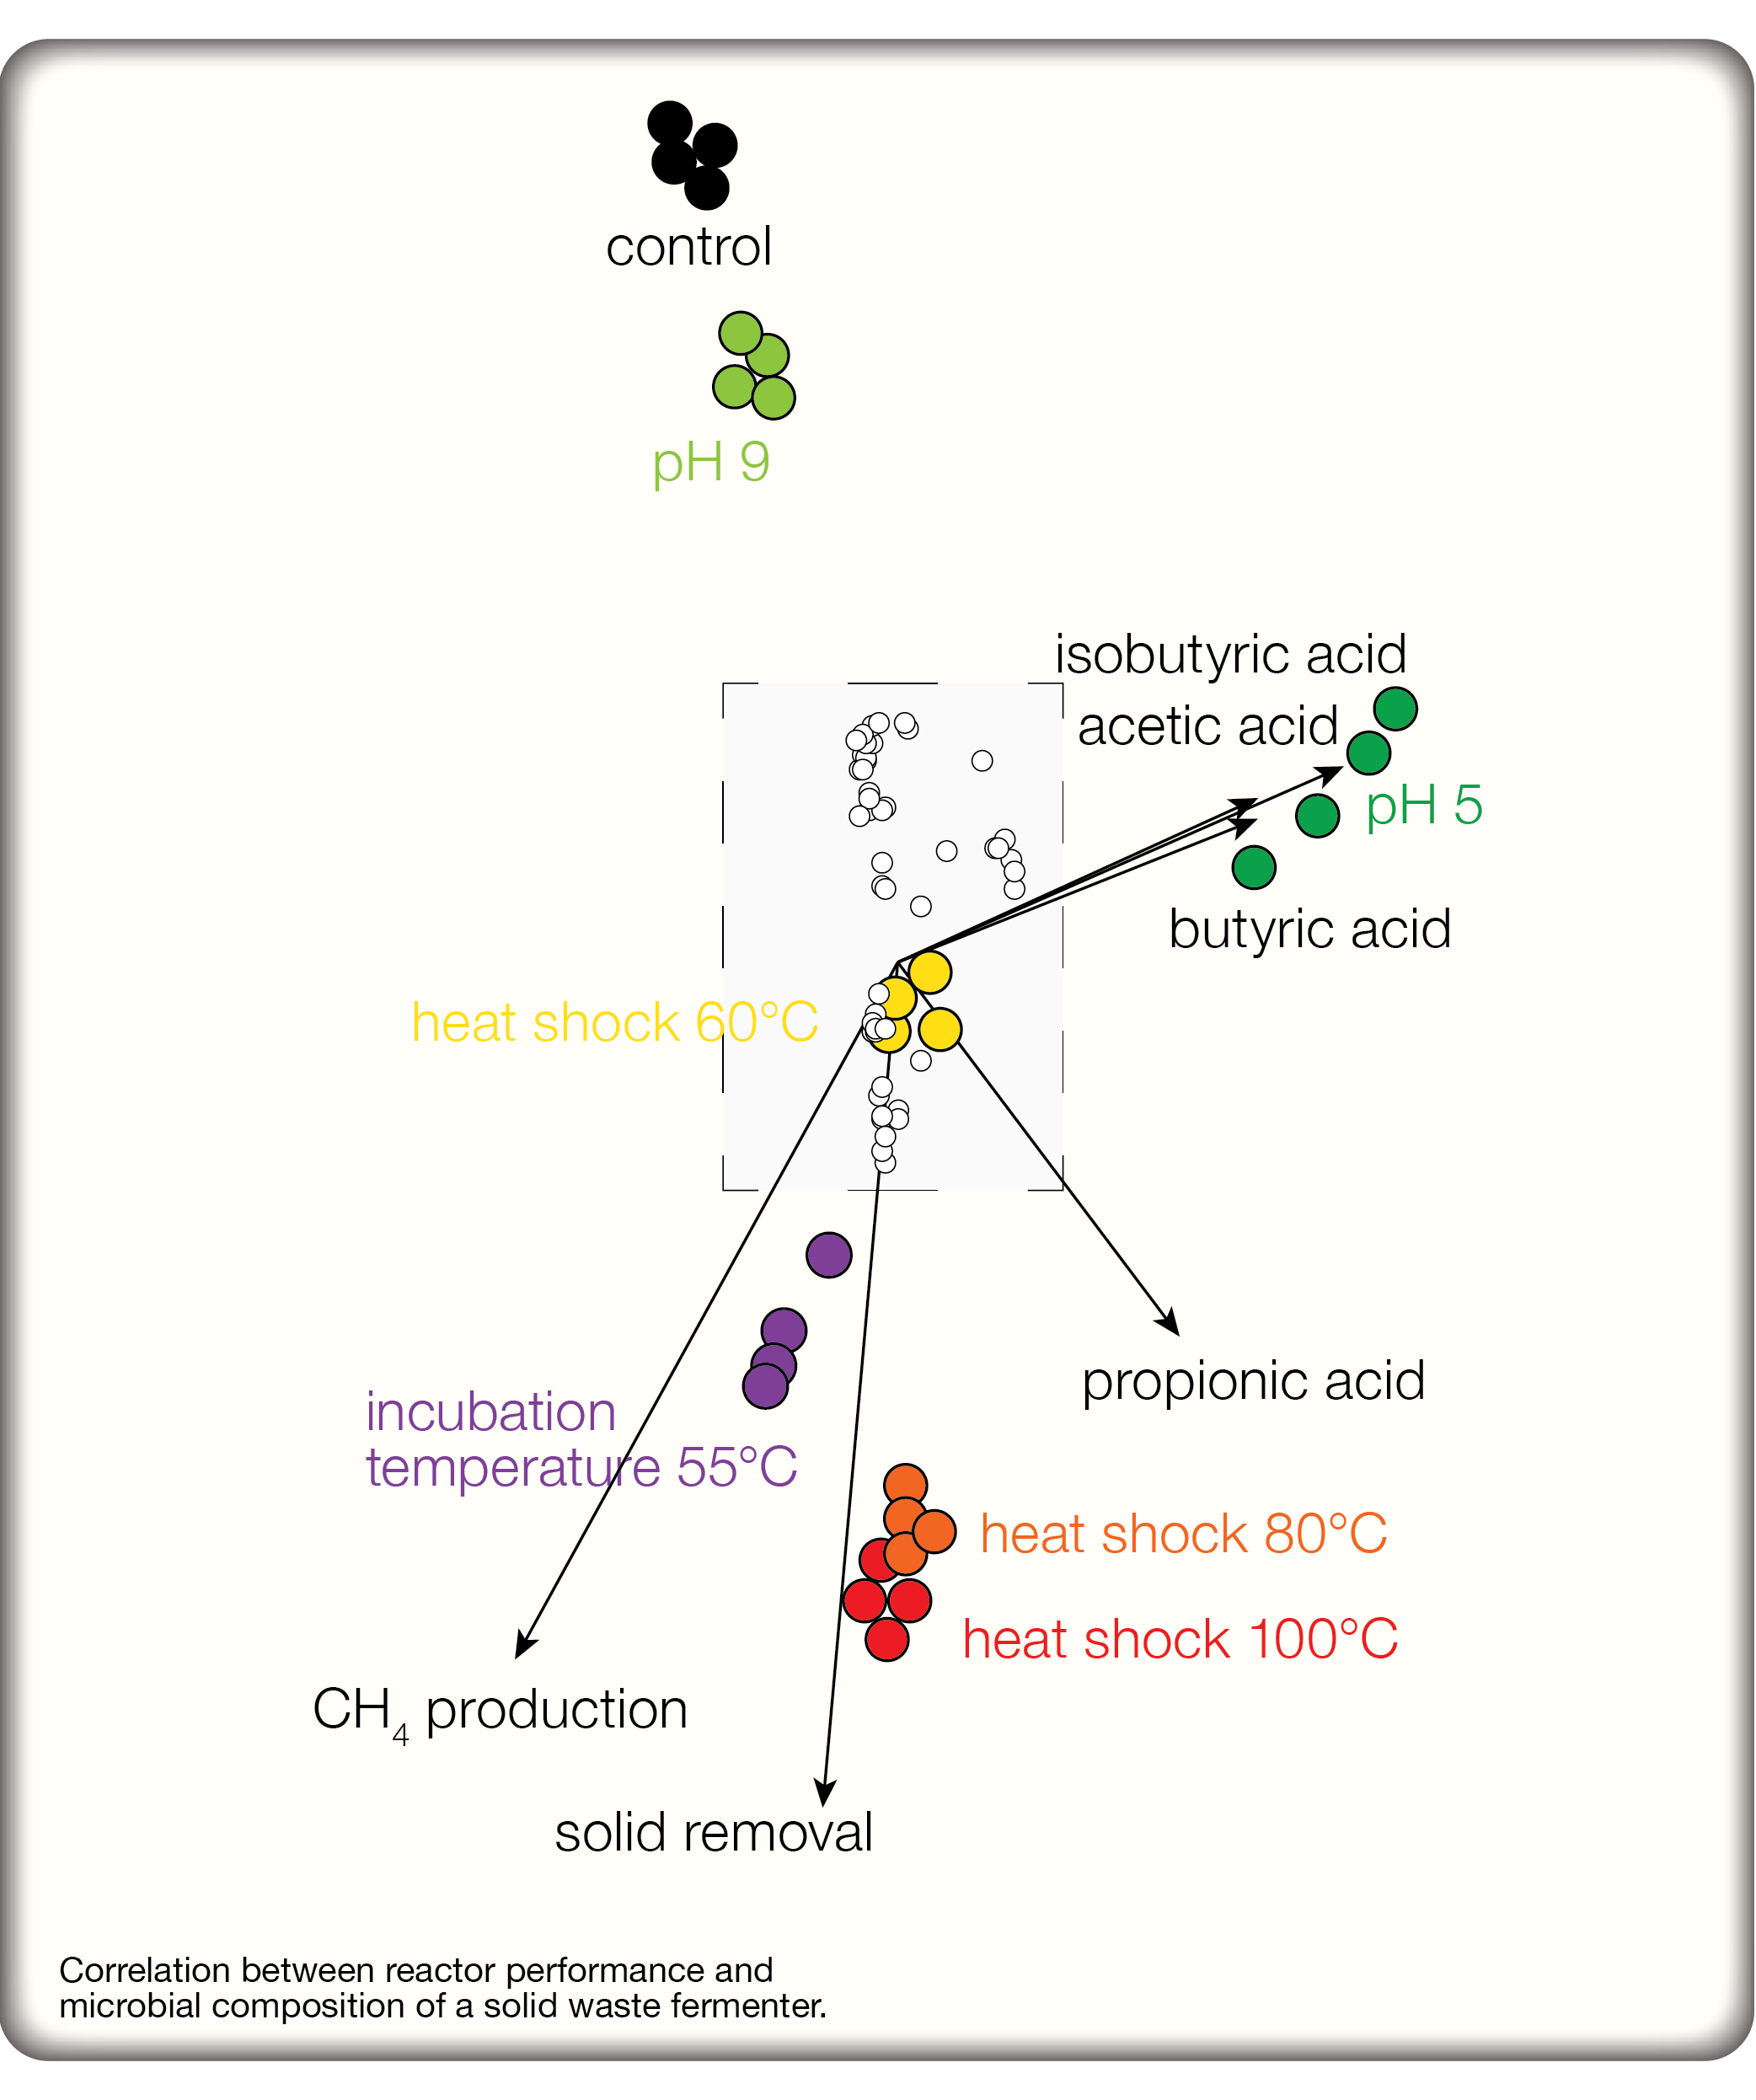 control
pH 9
isobutyric acid
acetic acid
pH 5
butyric acid
heat shock 60°C
propionic acid
incubation
temperature 55°C
heat shock 80°C
heat shock 100°C
CH4 production
solid removal
Correlation between reactor performance and
microbial composition of a solid waste fermenter.